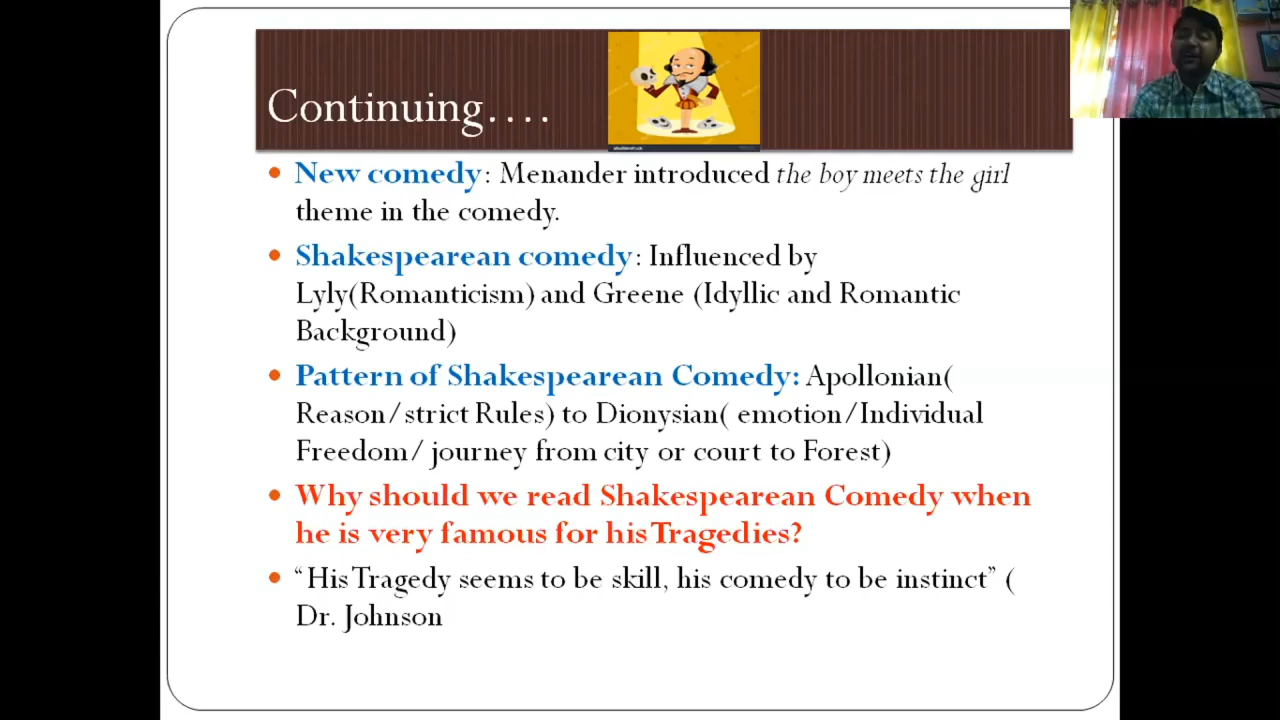 Continuing....
New comedy: Menander introduced the boy meets the girl
theme in the comedy.
Shakespearean comedy: Influenced by
Lyly(Romanticism) and Greene (Idyllic and Romantic
Background)
Pattern of Shakespearean Comedy: Apollonian(
Reason/strict Rules) to Dionysian( emotion/Individual
Freedom/ journey from city or court to Forest)
Why should we read Shakespearean Comedy when
he is very famous for his Tragedies?
“His Tragedy seems to be skill, his comedy to be instinct” (
Dr. Johnson